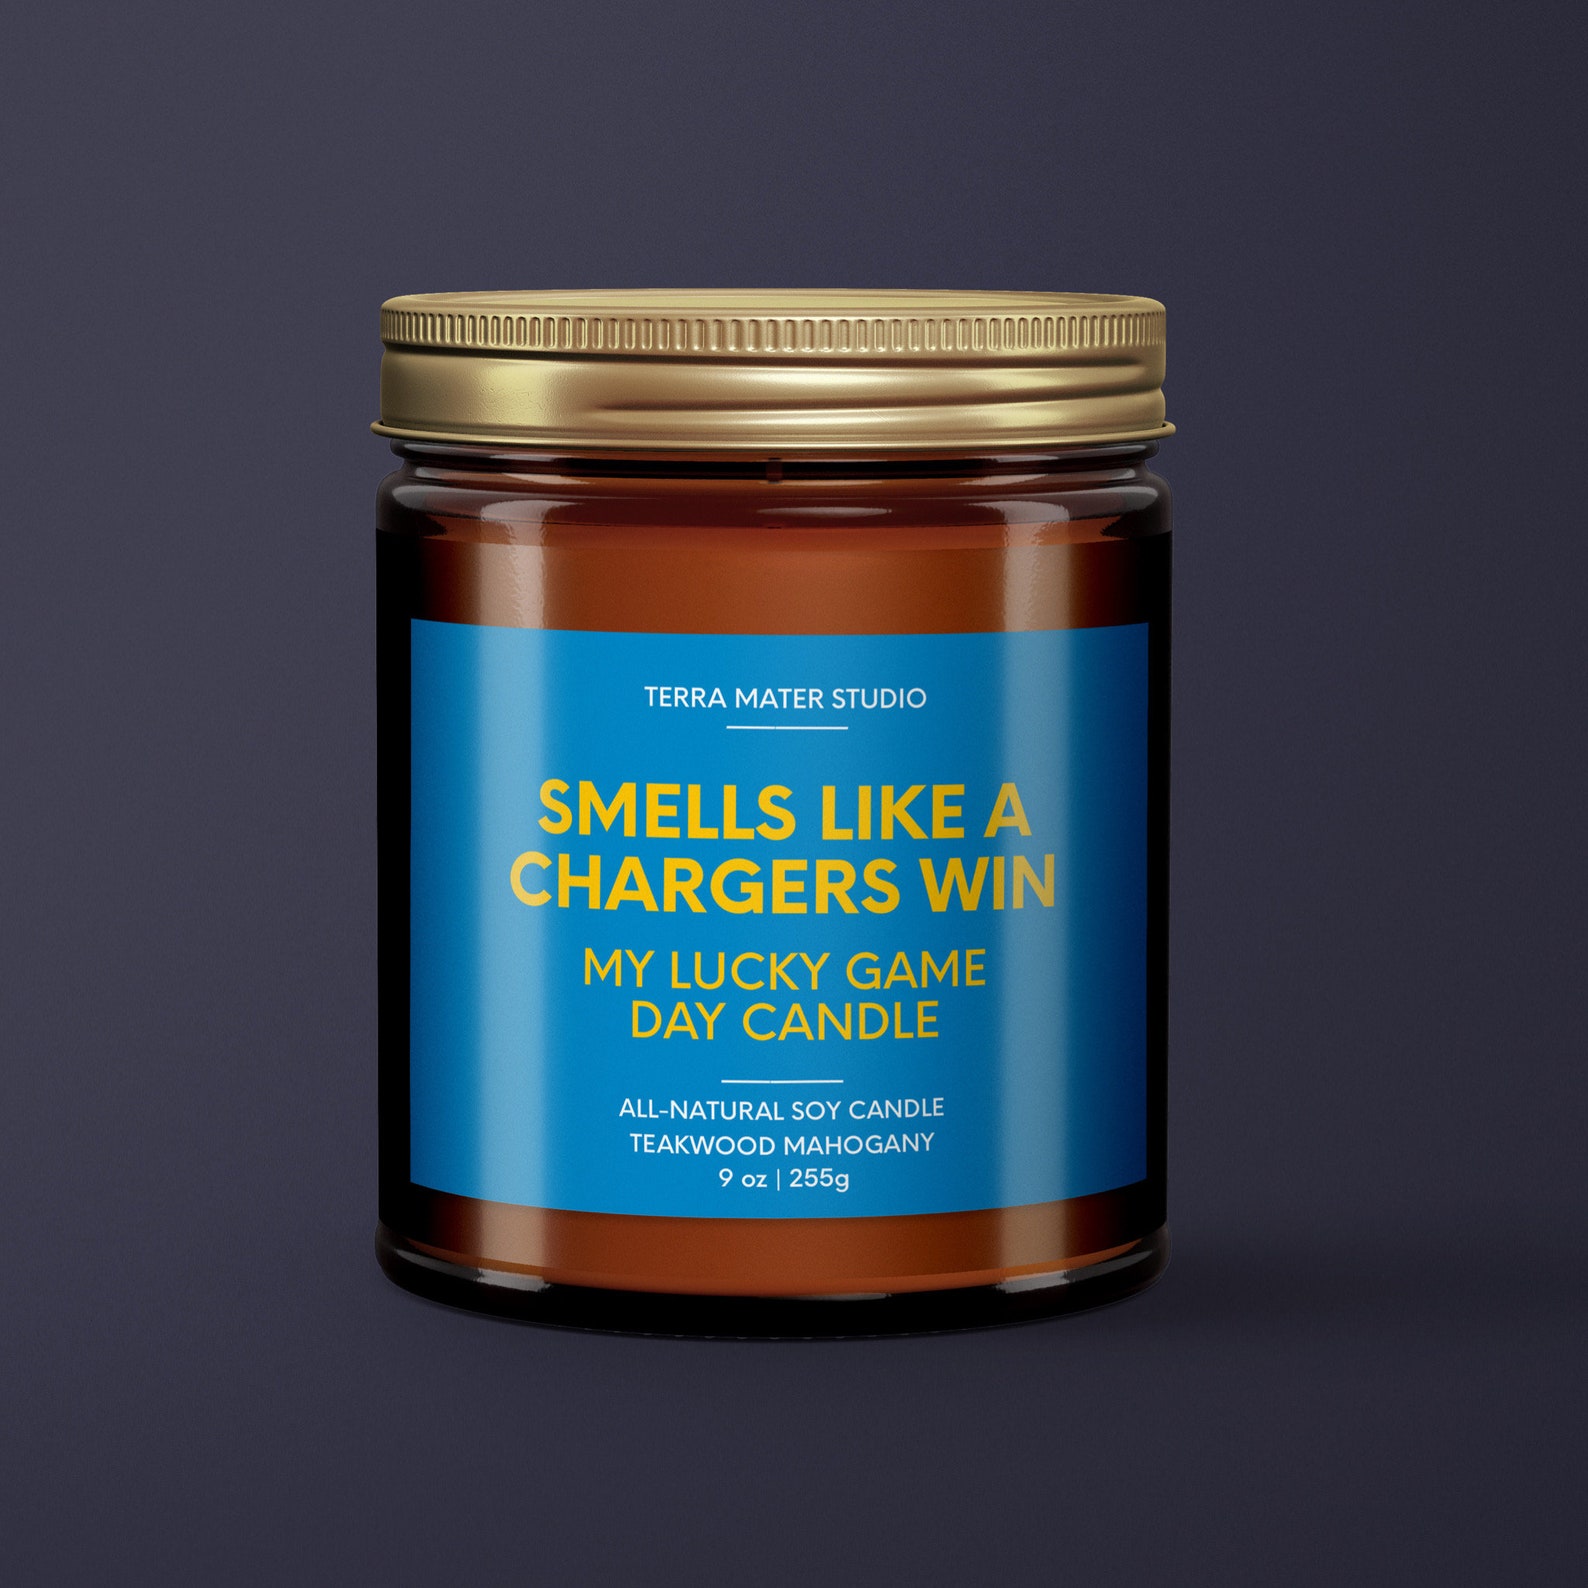 TERRA MATER STUDIO
SMELLS LIKE A
CHARGERS WIN
MY LUCKY GAME
DAY CANDLE
ALL-NATURAL SOY CANDLE
TEAKWOOD MAHOGANY
9 oz | 255g